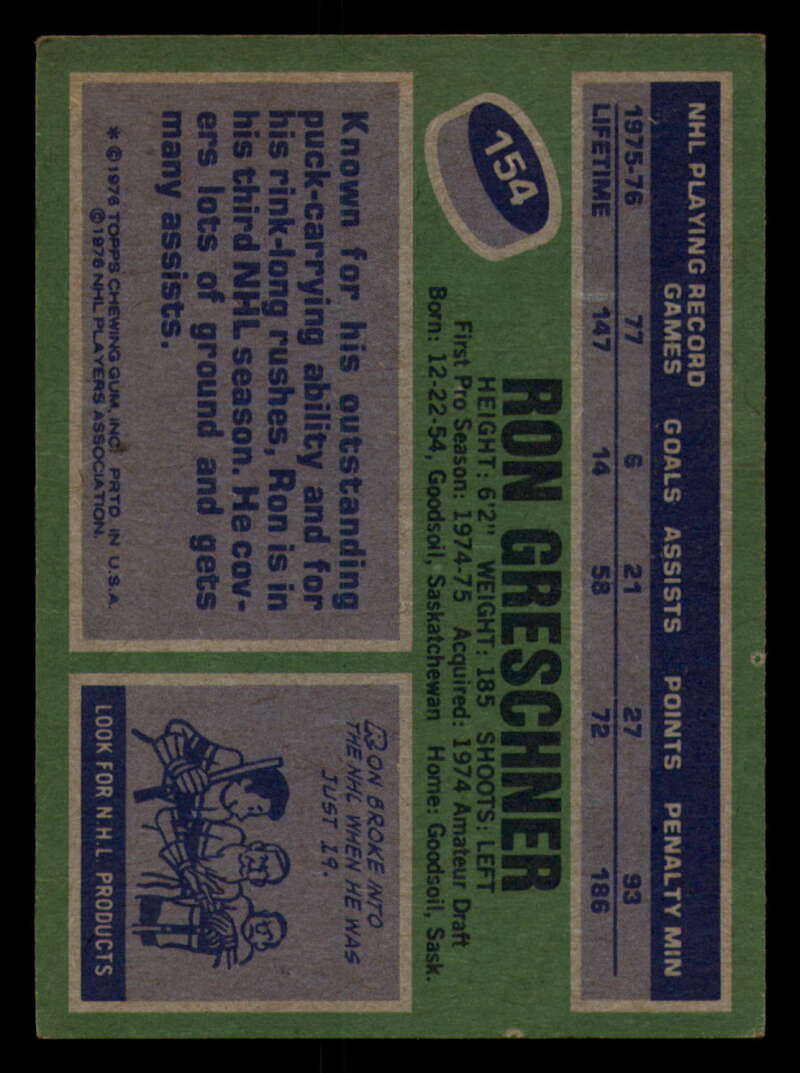 NHL PLAYING RECORD
GAMES GOALS ASSISTS POINTS PENALTY MIN
1975-76 77 6 21 27 93
LIFETIME 147 14 58 72 186
154
RON GRESCHNER
HEIGHT: 6'2" WEIGHT: 185 SHOOTS: LEFT
First Pro Season: 1974-75 Acquired: 1974 Amateur Draft
Born: 12-22-54, Goodsoil, Saskatchewan Home: Goodsoil, Sask.
Known for his outstanding
puck-carrying ability and for
his rink-long rushes, Ron is in
his third NHL season. He cov-
ers lots of ground and gets
many assists.
* © 1976 TOPPS CHEWING GUM, INC. PRTD. IN U.S.A.
© 1976 NHL PLAYERS ASSOCIATION.
RON BROKE INTO
THE NHL WHEN HE WAS
JUST 19.
LOOK FOR N.H.L. PRODUCTS